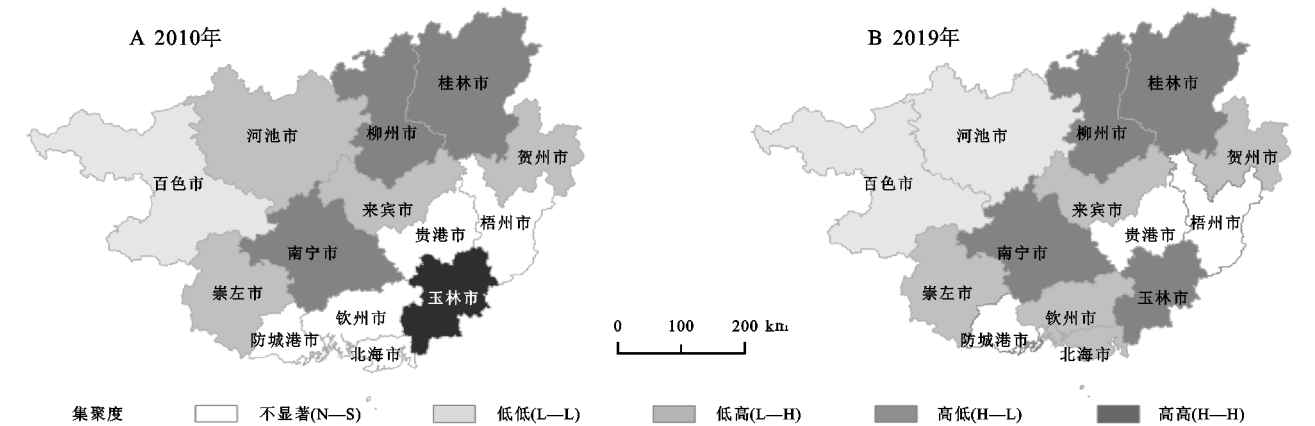 A 2010年
桂林市
河池市
柳州市
贺州市
百色市
来宾市
梧州市
贵港市
南宁市
崇左市
玉林市
钦州市
防城港市
北海市
B 2019年
桂林市
河池市
柳州市
贺州市
百色市
来宾市
梧州市
贵港市
南宁市
崇左市
玉林市
钦州市
防城港市
北海市
0 100 200 km
集聚度 不显著(N—S) 低低(L—L) 低高(L—H) 高低(H—L) 高高(H—H)